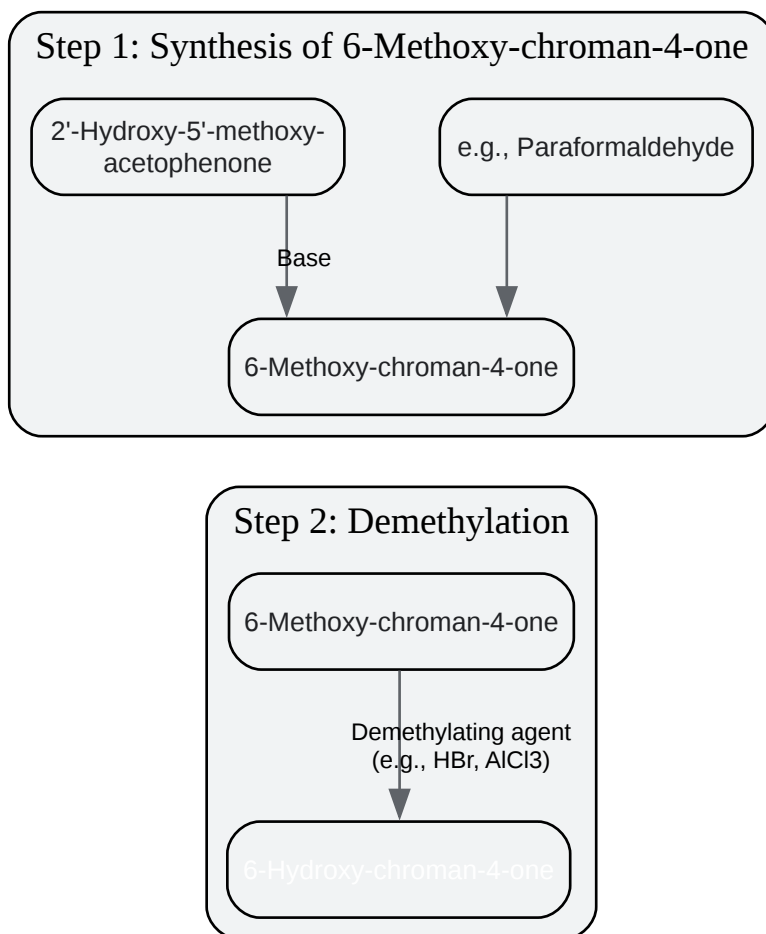 Step 1: Synthesis of 6-Methoxy-chroman-4-one
2'-Hydroxy-5'-methoxy-
acetophenone
e.g., Paraformaldehyde
Base
6-Methoxy-chroman-4-one
Step 2: Demethylation
6-Methoxy-chroman-4-one
Demethylating agent
(e.g., HBr, AlCl3)
6-Hydroxy-chroman-4-one